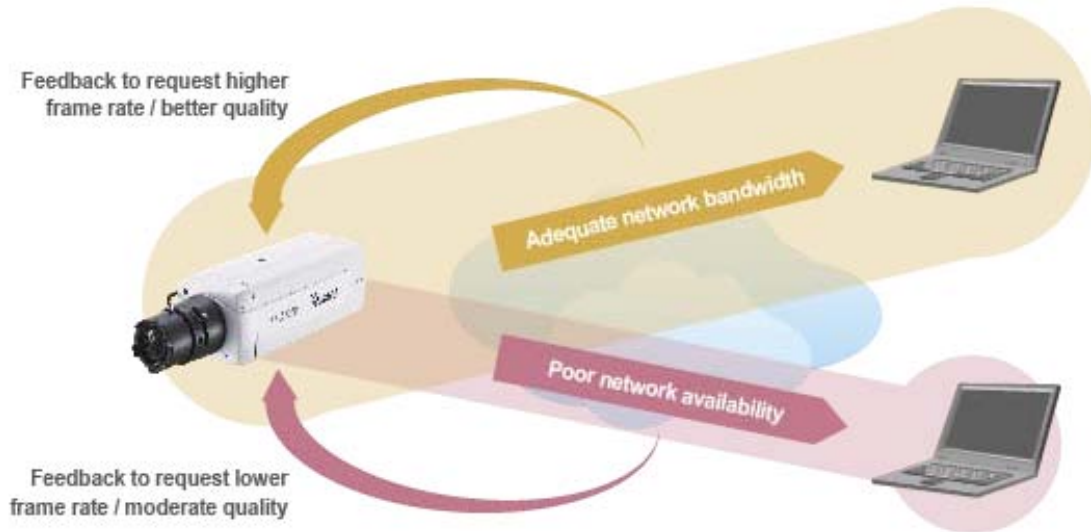 Feedback to request higher
frame rate / better quality
Adequate network bandwidth
Poor network availability
Feedback to request lower
frame rate / moderate quality